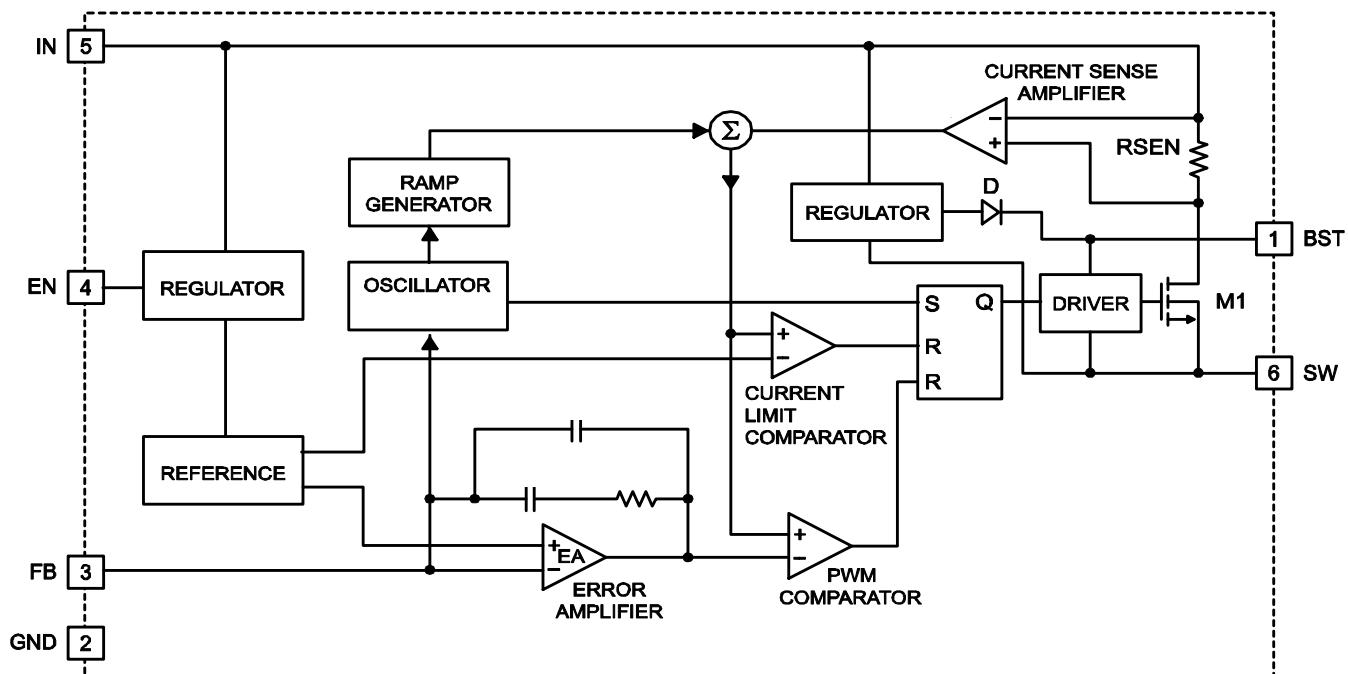 IN 5
CURRENT SENSE
AMPLIFIER
Σ
−
+
RSEN
RAMP
GENERATOR
D
REGULATOR
1 BST
EN 4
REGULATOR
OSCILLATOR
S
Q
DRIVER
M1
+
−
R
R
6 SW
CURRENT
LIMIT
COMPARATOR
REFERENCE
+
EA
−
ERROR
AMPLIFIER
+
−
PWM
COMPARATOR
FB 3
GND 2